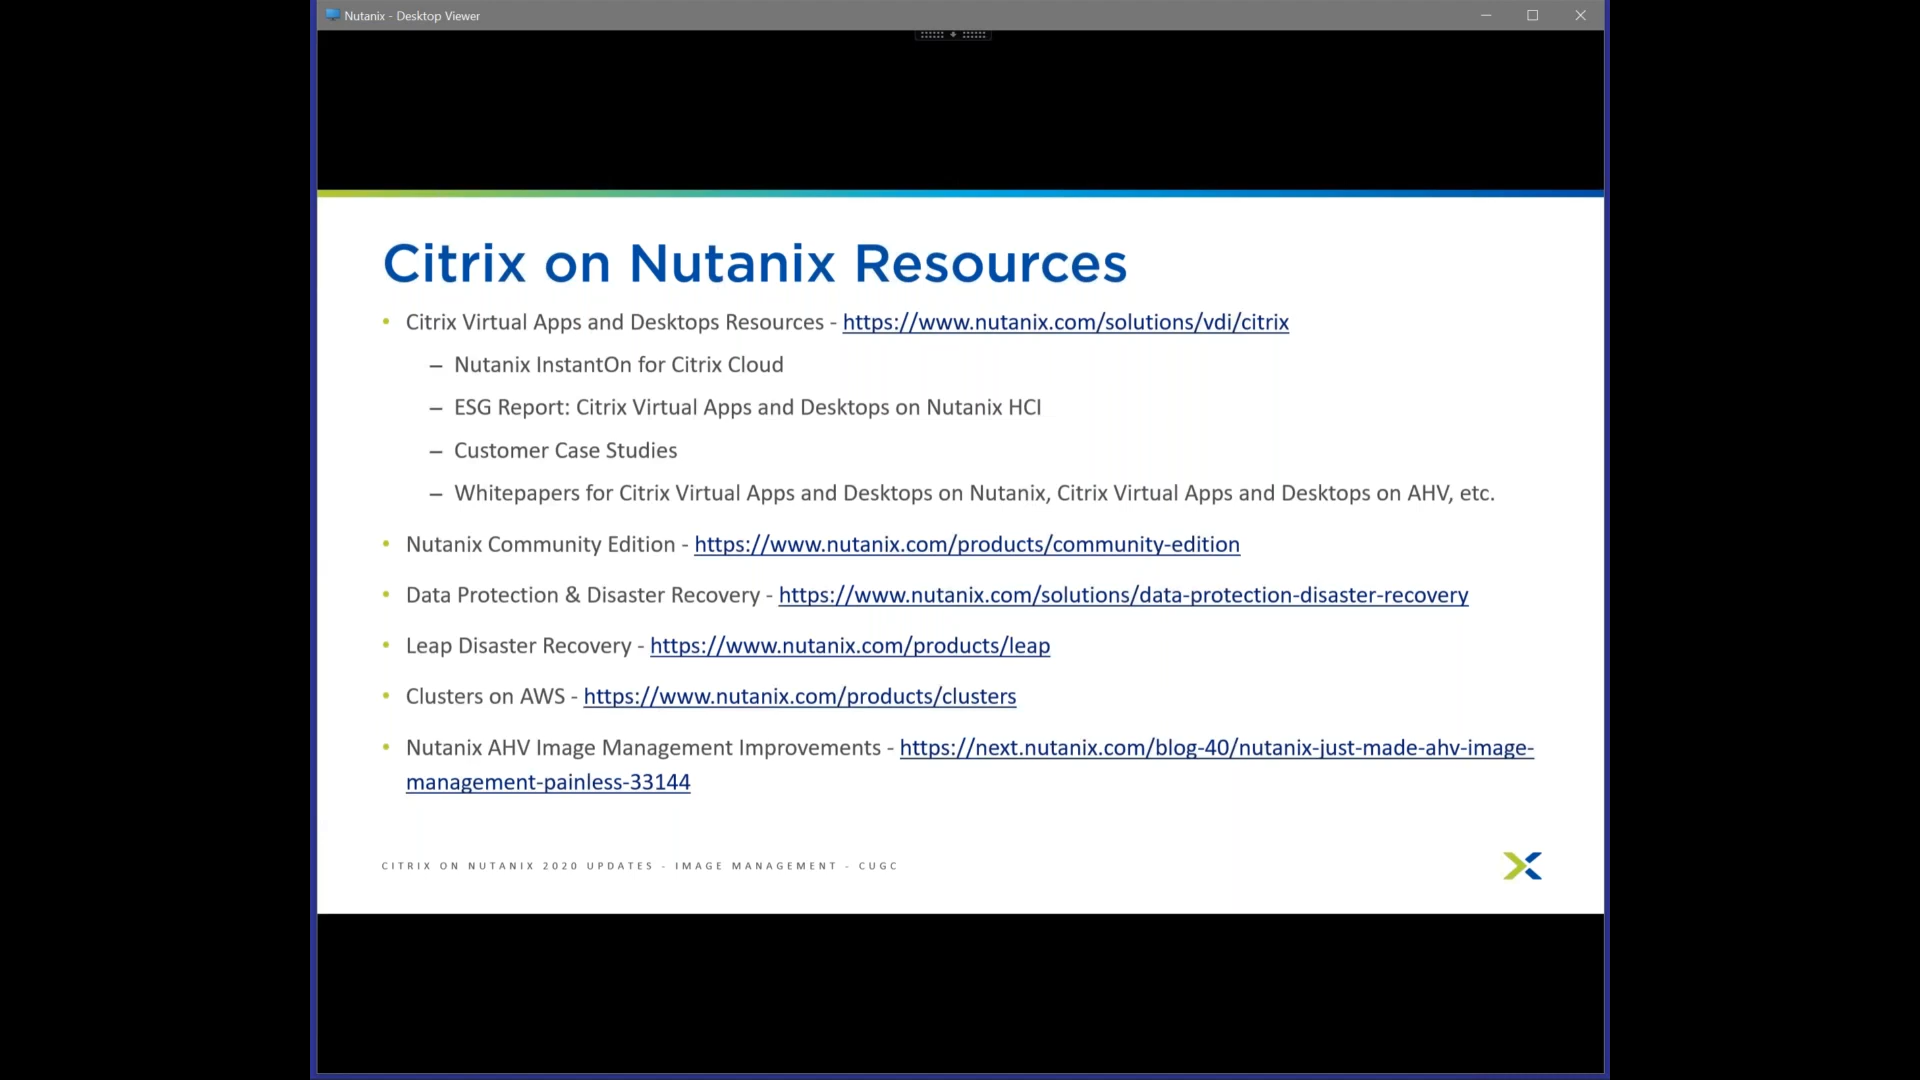 Nutanix - Desktop Viewer
Citrix on Nutanix Resources
• Citrix Virtual Apps and Desktops Resources - https://www.nutanix.com/solutions/vdi/citrix
– Nutanix InstantOn for Citrix Cloud
– ESG Report: Citrix Virtual Apps and Desktops on Nutanix HCI
– Customer Case Studies
– Whitepapers for Citrix Virtual Apps and Desktops on Nutanix, Citrix Virtual Apps and Desktops on AHV, etc.
• Nutanix Community Edition - https://www.nutanix.com/products/community-edition
• Data Protection & Disaster Recovery - https://www.nutanix.com/solutions/data-protection-disaster-recovery
• Leap Disaster Recovery - https://www.nutanix.com/products/leap
• Clusters on AWS - https://www.nutanix.com/products/clusters
• Nutanix AHV Image Management Improvements - https://next.nutanix.com/blog-40/nutanix-just-made-ahv-image-
management-painless-33144
CITRIX ON NUTANIX 2020 UPDATES - IMAGE MANAGEMENT - CUGC